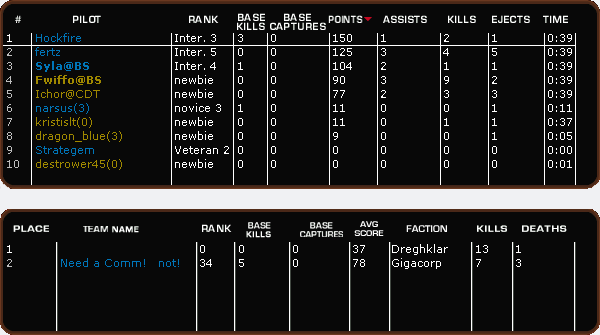 # PILOT RANK BASE KILLS BASE CAPTURES POINTS ASSISTS KILLS EJECTS TIME
1 Hockfire Inter. 3 3 0 150 1 2 1 0:39
2 fertz Inter. 5 0 0 125 3 4 5 0:39
3 Syla@BS Inter. 4 1 0 104 2 1 1 0:39
4 Fwiffo@BS newbie 0 0 90 3 9 2 0:39
5 Ichor@CDT newbie 0 0 77 2 3 3 0:39
6 narsus(3) novice 3 1 0 11 0 0 0 0:11
7 kristislt(0) newbie 0 0 11 0 1 1 0:37
8 dragon_blue(3) newbie 0 0 9 0 0 1 0:05
9 Strategem Veteran 2 0 0 0 0 0 0 0:00
10 destrower45(0) newbie 0 0 0 0 0 0 0:01
PLACE TEAM NAME RANK BASE KILLS BASE CAPTURES AVG SCORE FACTION KILLS DEATHS
1 0 0 0 37 Dreghklar 13 1
2 Need a Comm! not! 34 5 0 78 Gigacorp 7 3